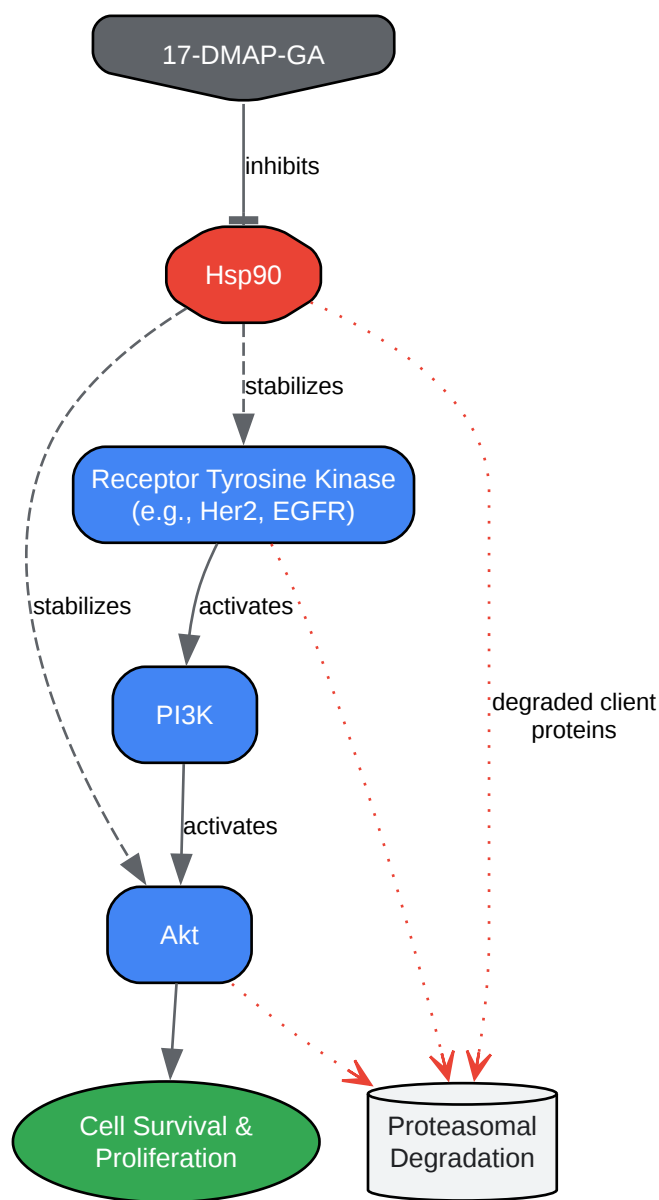 17-DMAP-GA
inhibits
Hsp90
stabilizes
Receptor Tyrosine Kinase
(e.g., Her2, EGFR)
stabilizes
activates
PI3K
degraded client
proteins
activates
Akt
Cell Survival &
Proliferation
Proteasomal
Degradation